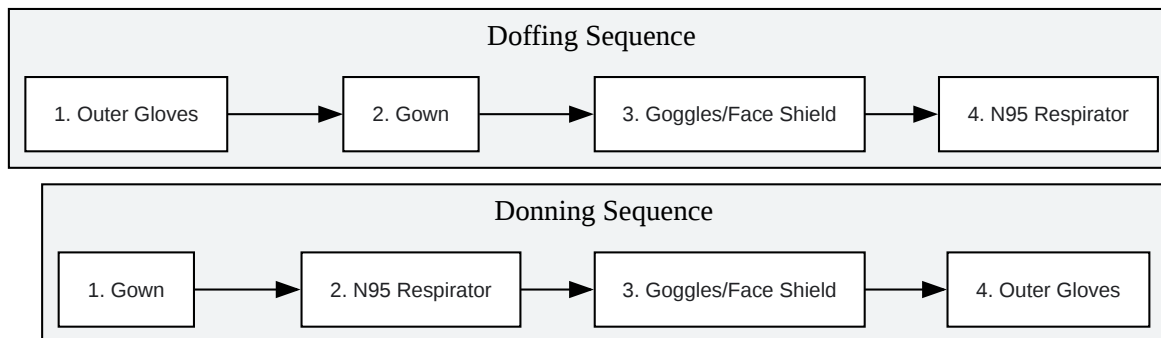 Doffing Sequence
1. Outer Gloves
2. Gown
3. Goggles/Face Shield
4. N95 Respirator
Donning Sequence
1. Gown
2. N95 Respirator
3. Goggles/Face Shield
4. Outer Gloves